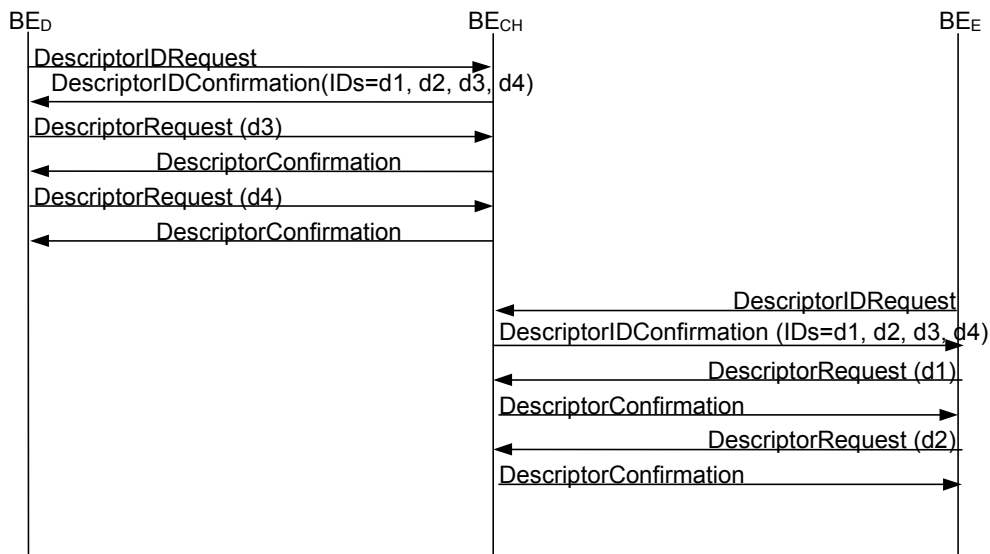 BED BECH BEE
DescriptorIDRequest
DescriptorIDConfirmation(IDs=d1, d2, d3, d4)
DescriptorRequest (d3)
DescriptorConfirmation
DescriptorRequest (d4)
DescriptorConfirmation
DescriptorIDRequest
DescriptorIDConfirmation (IDs=d1, d2, d3, d4)
DescriptorRequest (d1)
DescriptorConfirmation
DescriptorRequest (d2)
DescriptorConfirmation